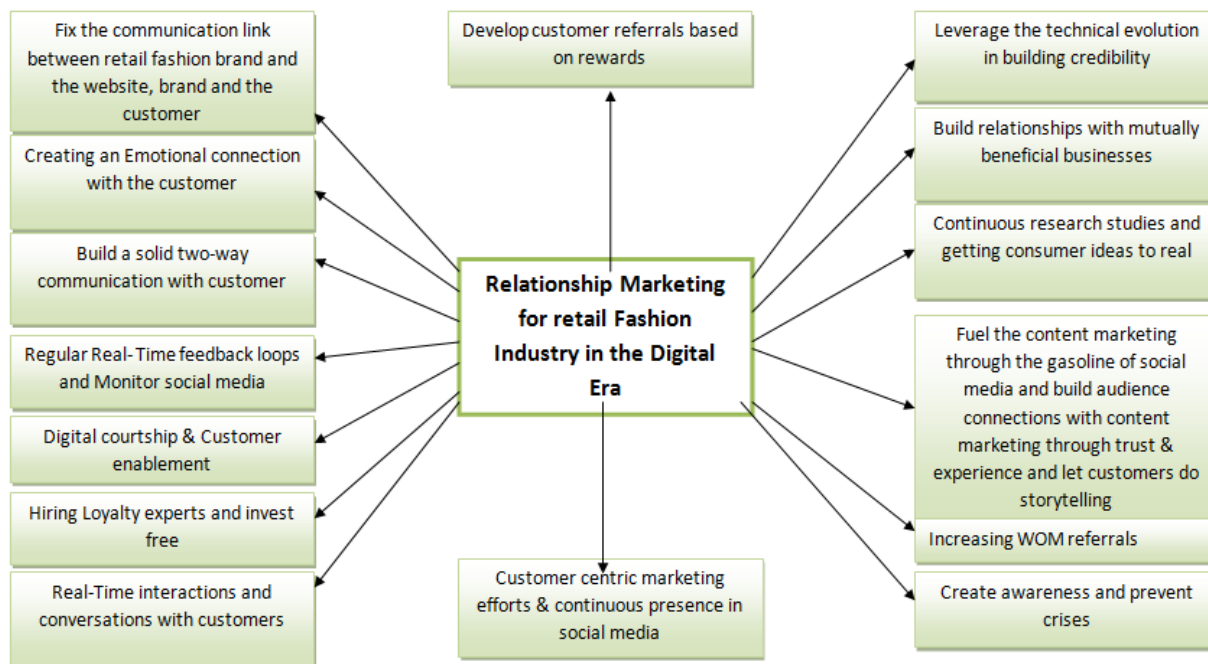 Fix the communication link
between retail fashion brand and
the website, brand and the
customer
Creating an Emotional connection
with the customer
Build a solid two-way
communication with customer
Regular Real- Time feedback loops
and Monitor social media
Digital courtship & Customer
enablement
Hiring Loyalty experts and invest
free
Real-Time interactions and
conversations with customers
Develop customer referrals based
on rewards
Relationship Marketing
for retail Fashion
Industry in the Digital
Era
Customer centric marketing
efforts & continuous presence in
social media
Leverage the technical evolution
in building credibility
Build relationships with mutually
beneficial businesses
Continuous research studies and
getting consumer ideas to real
Fuel the content marketing
through the gasoline of social
media and build audience
connections with content
marketing through trust &
experience and let customers do
storytelling
Increasing WOM referrals
Create awareness and prevent
crises